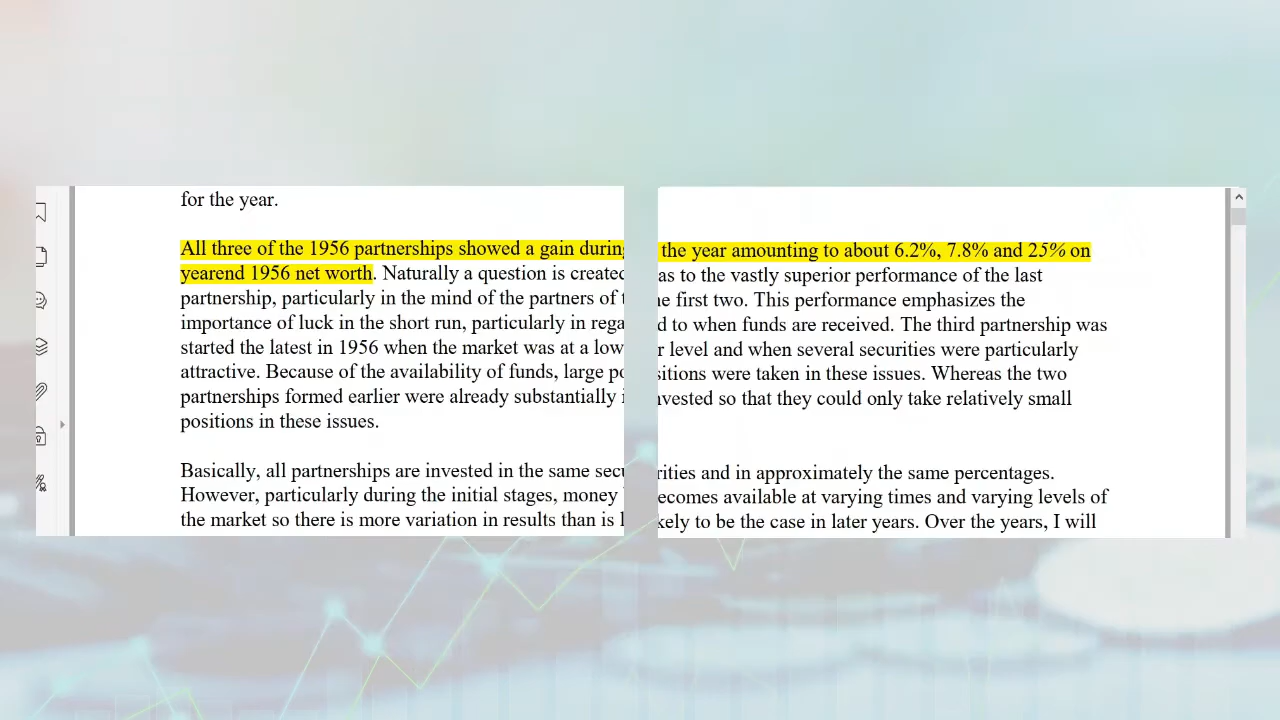 for the year.
All three of the 1956 partnerships showed a gain during the year amounting to about 6.2%, 7.8% and 25% on
yearend 1956 net worth. Naturally a question is created as to the vastly superior performance of the last
partnership, particularly in the mind of the partners of the first two. This performance emphasizes the
importance of luck in the short run, particularly in regard to when funds are received. The third partnership was
started the latest in 1956 when the market was at a lower level and when several securities were particularly
attractive. Because of the availability of funds, large positions were taken in these issues. Whereas the two
partnerships formed earlier were already substantially invested so that they could only take relatively small
positions in these issues.
Basically, all partnerships are invested in the same securities and in approximately the same percentages.
However, particularly during the initial stages, money becomes available at varying times and varying levels of
the market so there is more variation in results than is likely to be the case in later years. Over the years, I will